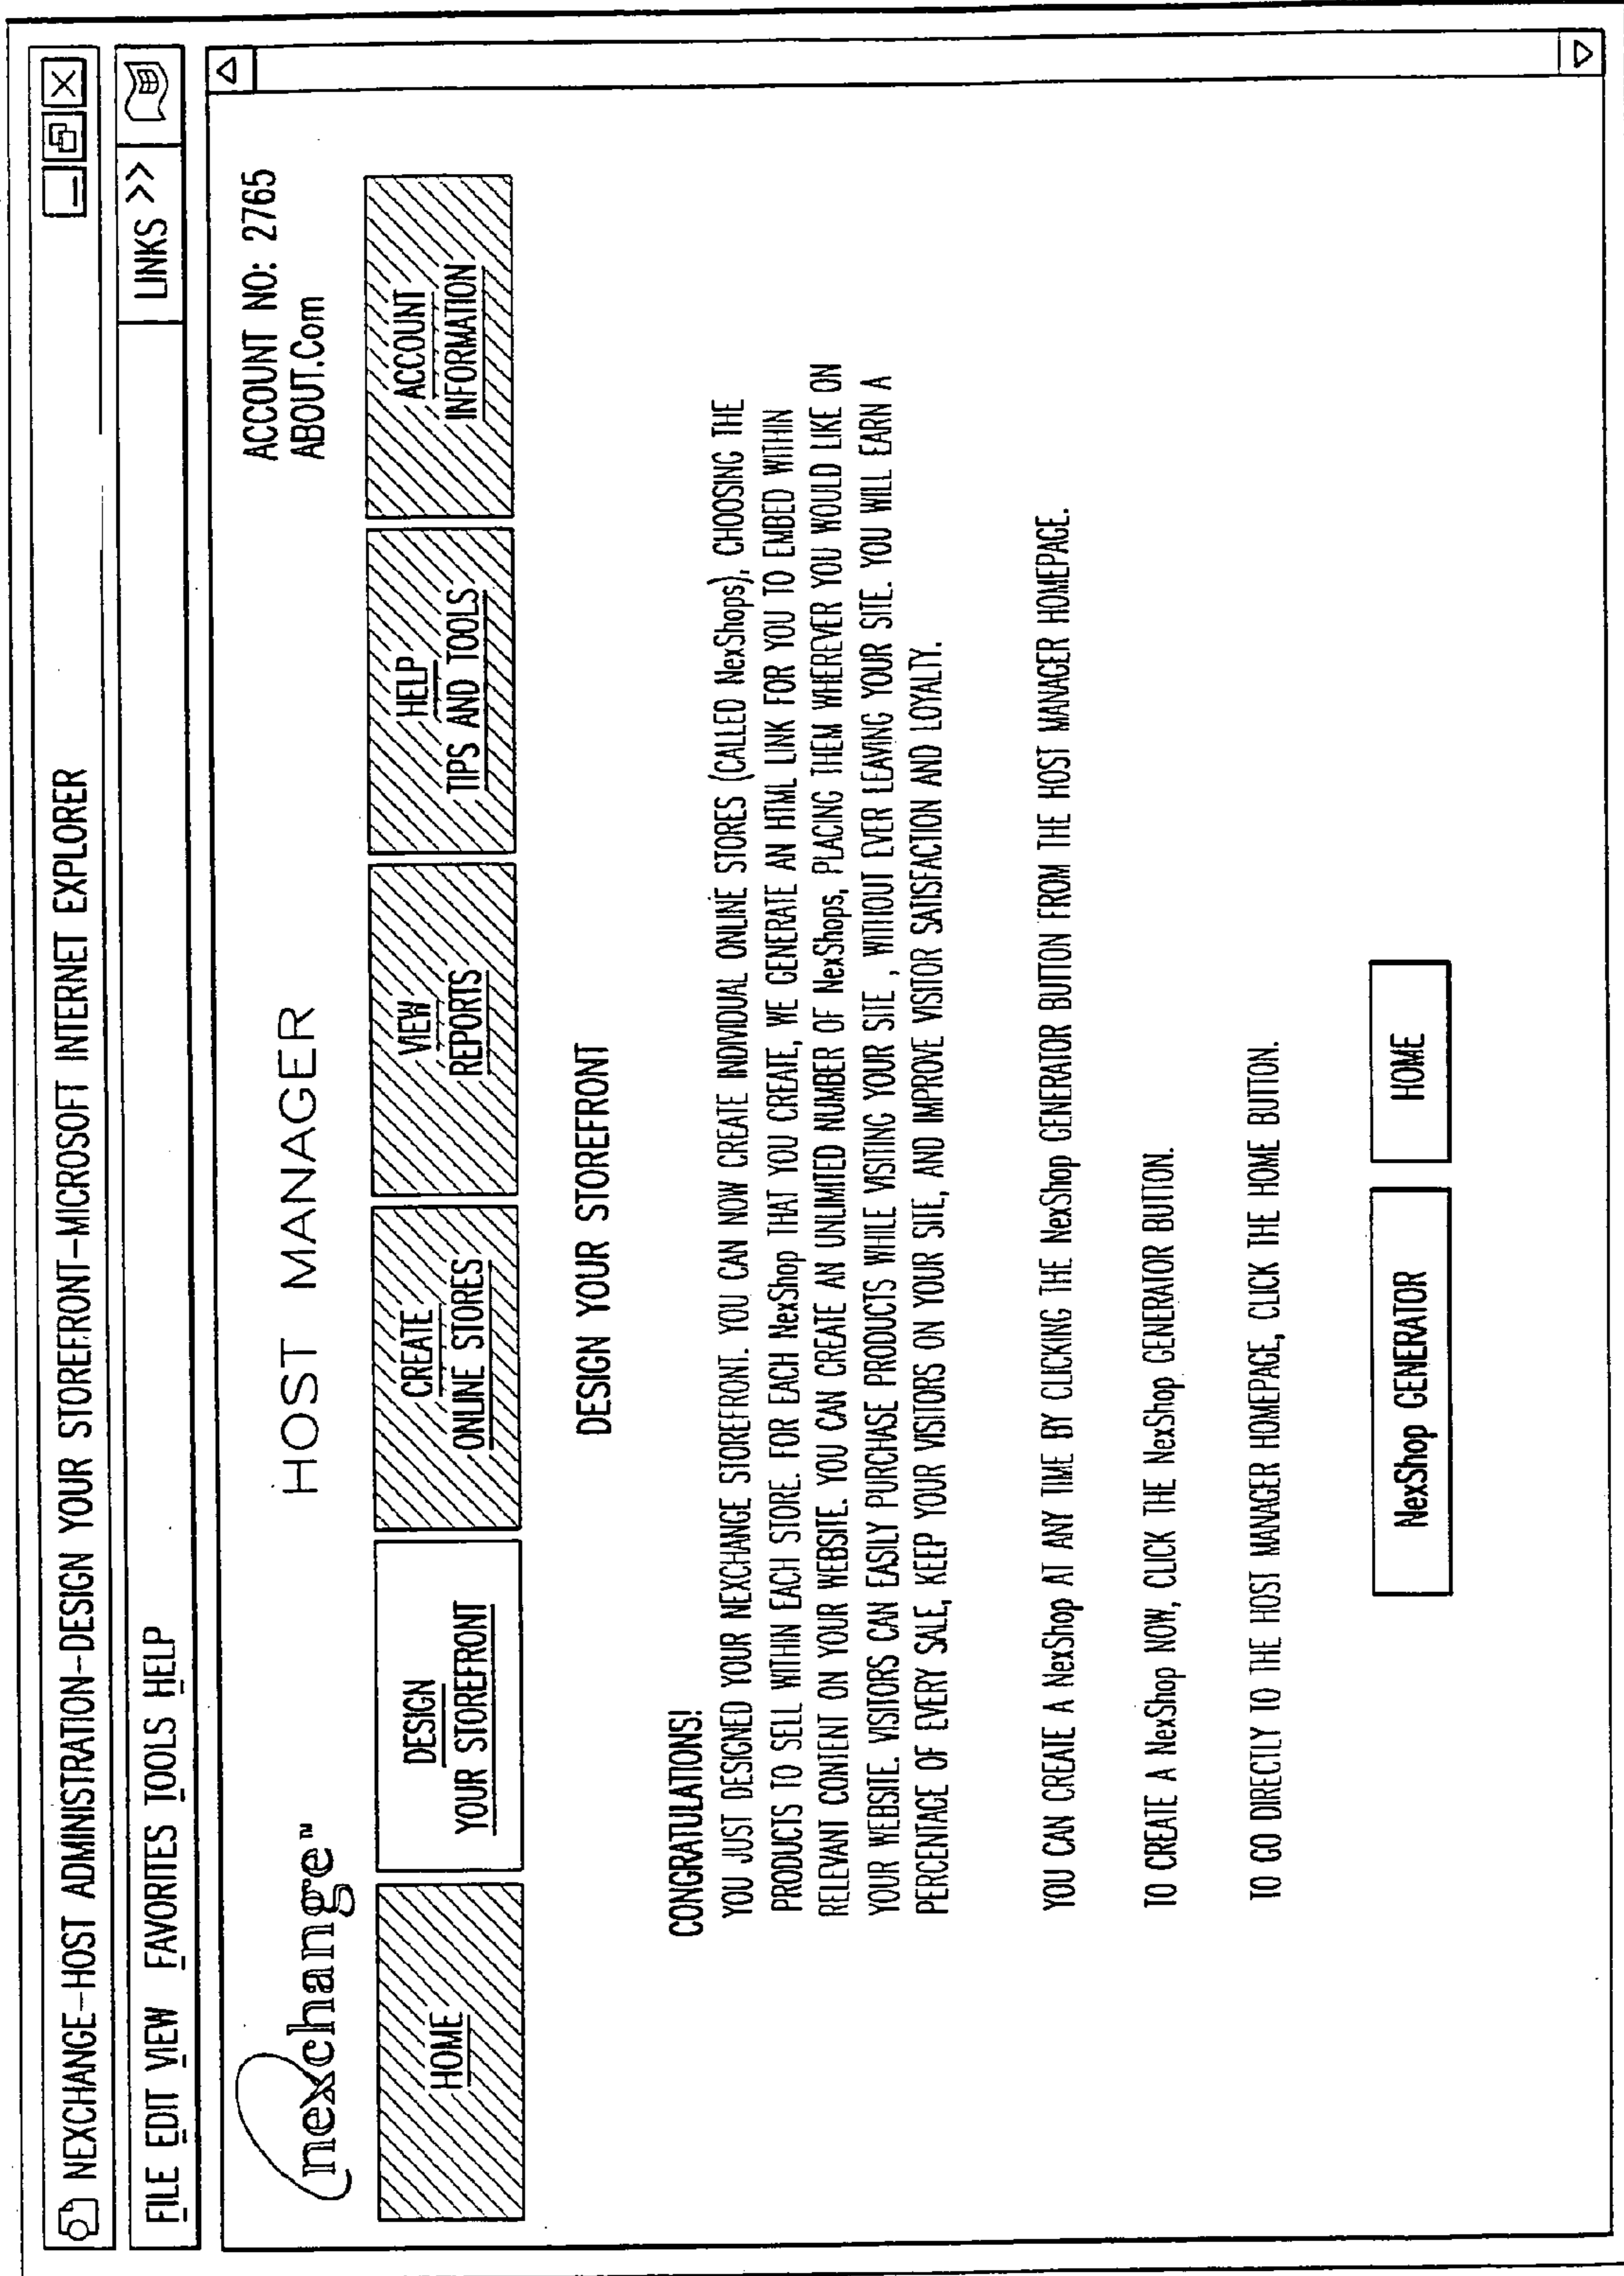 NEXCHANGE-HOST ADMINISTRATION-DESIGN YOUR STOREFRONT-MICROSOFT INTERNET EXPLORER
FILE EDIT VIEW FAVORITES TOOLS HELP
LINKS >>
nexchange™
HOST MANAGER
ACCOUNT NO: 2765
ABOUT.Com
HOME
DESIGN
YOUR STOREFRONT
CREATE
ONLINE STORES
VIEW
REPORTS
HELP
TIPS AND TOOLS
ACCOUNT
INFORMATION
DESIGN YOUR STOREFRONT
CONGRATULATIONS!
YOU JUST DESIGNED YOUR NEXCHANGE STOREFRONT. YOU CAN NOW CREATE INDIVIDUAL ONLINE STORES (CALLED NexShops), CHOOSING THE
PRODUCTS TO SELL WITHIN EACH STORE. FOR EACH NexShop THAT YOU CREATE, WE GENERATE AN HTML LINK FOR YOU TO EMBED WITHIN
RELEVANT CONTENT ON YOUR WEBSITE. YOU CAN CREATE AN UNLIMITED NUMBER OF NexShops, PLACING THEM WHEREVER YOU WOULD LIKE ON
YOUR WEBSITE. VISITORS CAN EASILY PURCHASE PRODUCTS WHILE VISITING YOUR SITE , WITHOUT EVER LEAVING YOUR SITE. YOU WILL EARN A
PERCENTAGE OF EVERY SALE, KEEP YOUR VISITORS ON YOUR SITE, AND IMPROVE VISITOR SATISFACTION AND LOYALTY.
YOU CAN CREATE A NexShop AT ANY TIME BY CLICKING THE NexShop GENERATOR BUTTON FROM THE HOST MANAGER HOMEPAGE.
TO CREATE A NexShop NOW, CLICK THE NexShop GENERATOR BUTTON.
TO GO DIRECTLY TO THE HOST MANAGER HOMEPAGE, CLICK THE HOME BUTTON.
NexShop GENERATOR
HOME